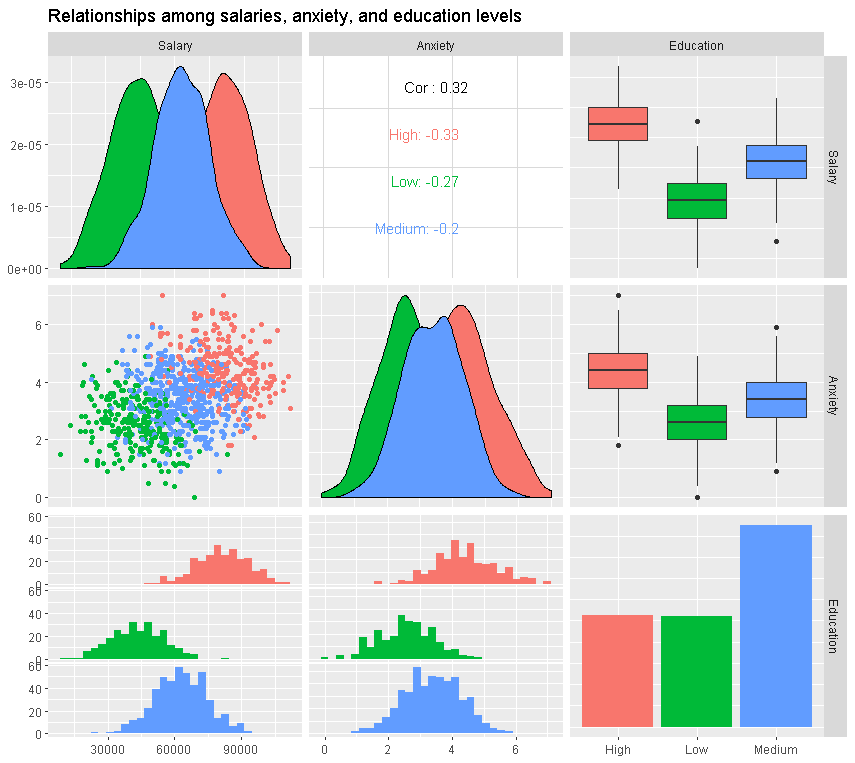 Relationships among salaries, anxiety, and education levels
Salary
Anxiety
Education
3e-05
2e-05
1e-05
0e+00
Cor : 0.32
High: -0.33
Low: -0.27
Medium: -0.2
Salary
6
4
2
0
Anxiety
60
40
20
0
60
40
20
0
60
40
20
0
Education
30000 60000 90000
0 2 4 6
High Low Medium